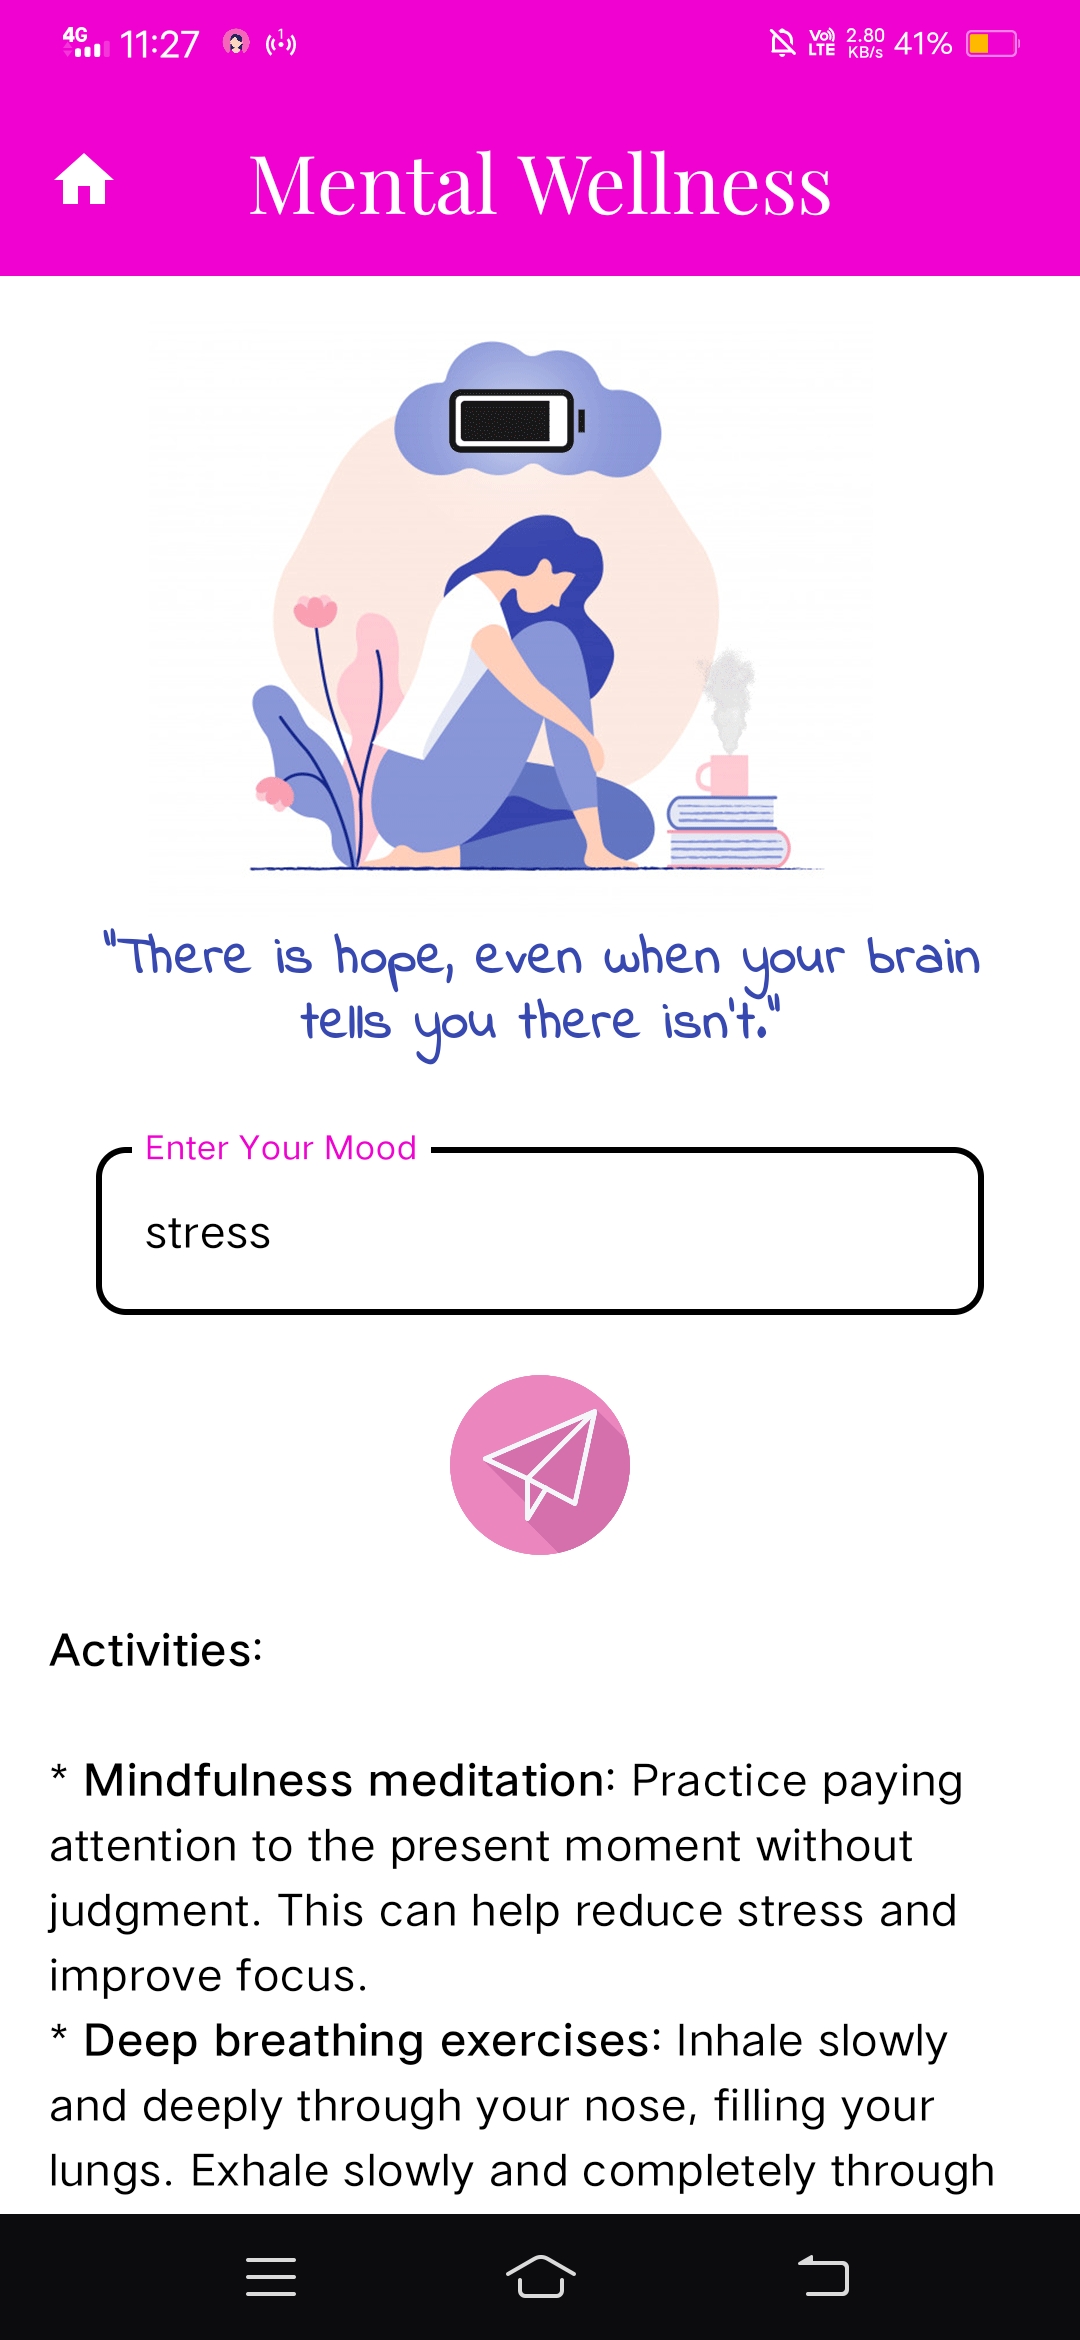 4G 11:27 1 Vo) LTE 2.80 KB/s 41%
Mental Wellness
"There is hope, even when your brain
tells you there isn't."
Enter Your Mood
stress
Activities:
* Mindfulness meditation: Practice paying
attention to the present moment without
judgment. This can help reduce stress and
improve focus.
* Deep breathing exercises: Inhale slowly
and deeply through your nose, filling your
lungs. Exhale slowly and completely through